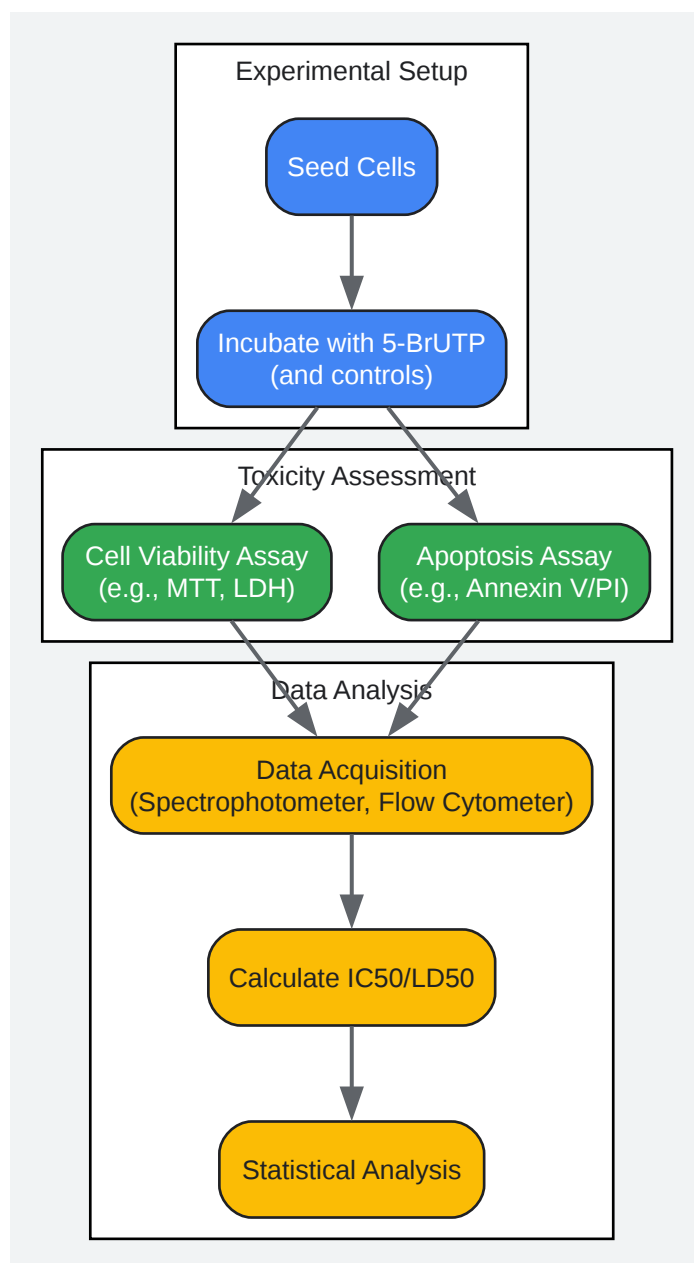 Experimental Setup
Seed Cells
Incubate with 5-BrUTP
(and controls)
Toxicity Assessment
Cell Viability Assay
(e.g., MTT, LDH)
Apoptosis Assay
(e.g., Annexin V/PI)
Data Analysis
Data Acquisition
(Spectrophotometer, Flow Cytometer)
Calculate IC50/LD50
Statistical Analysis